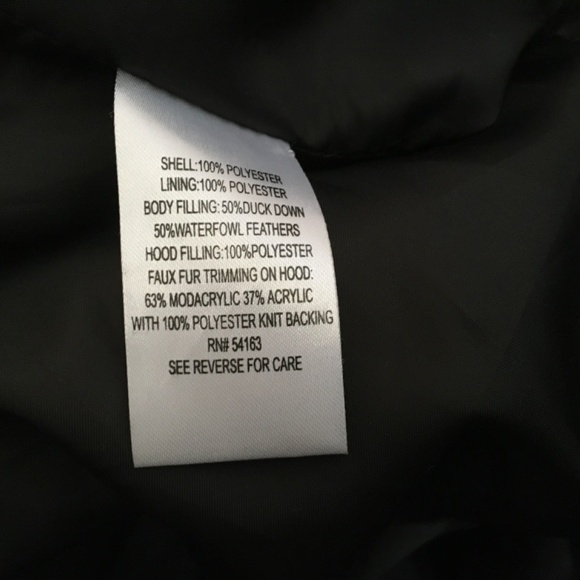 SHELL:100% POLYESTER
LINING:100% POLYESTER
BODY FILLING: 50%DUCK DOWN
50%WATERFOWL FEATHERS
HOOD FILLING:100%POLYESTER
FAUX FUR TRIMMING ON HOOD:
63% MODACRYLIC 37% ACRYLIC
WITH 100% POLYESTER KNIT BACKING
RN# 54163
SEE REVERSE FOR CARE